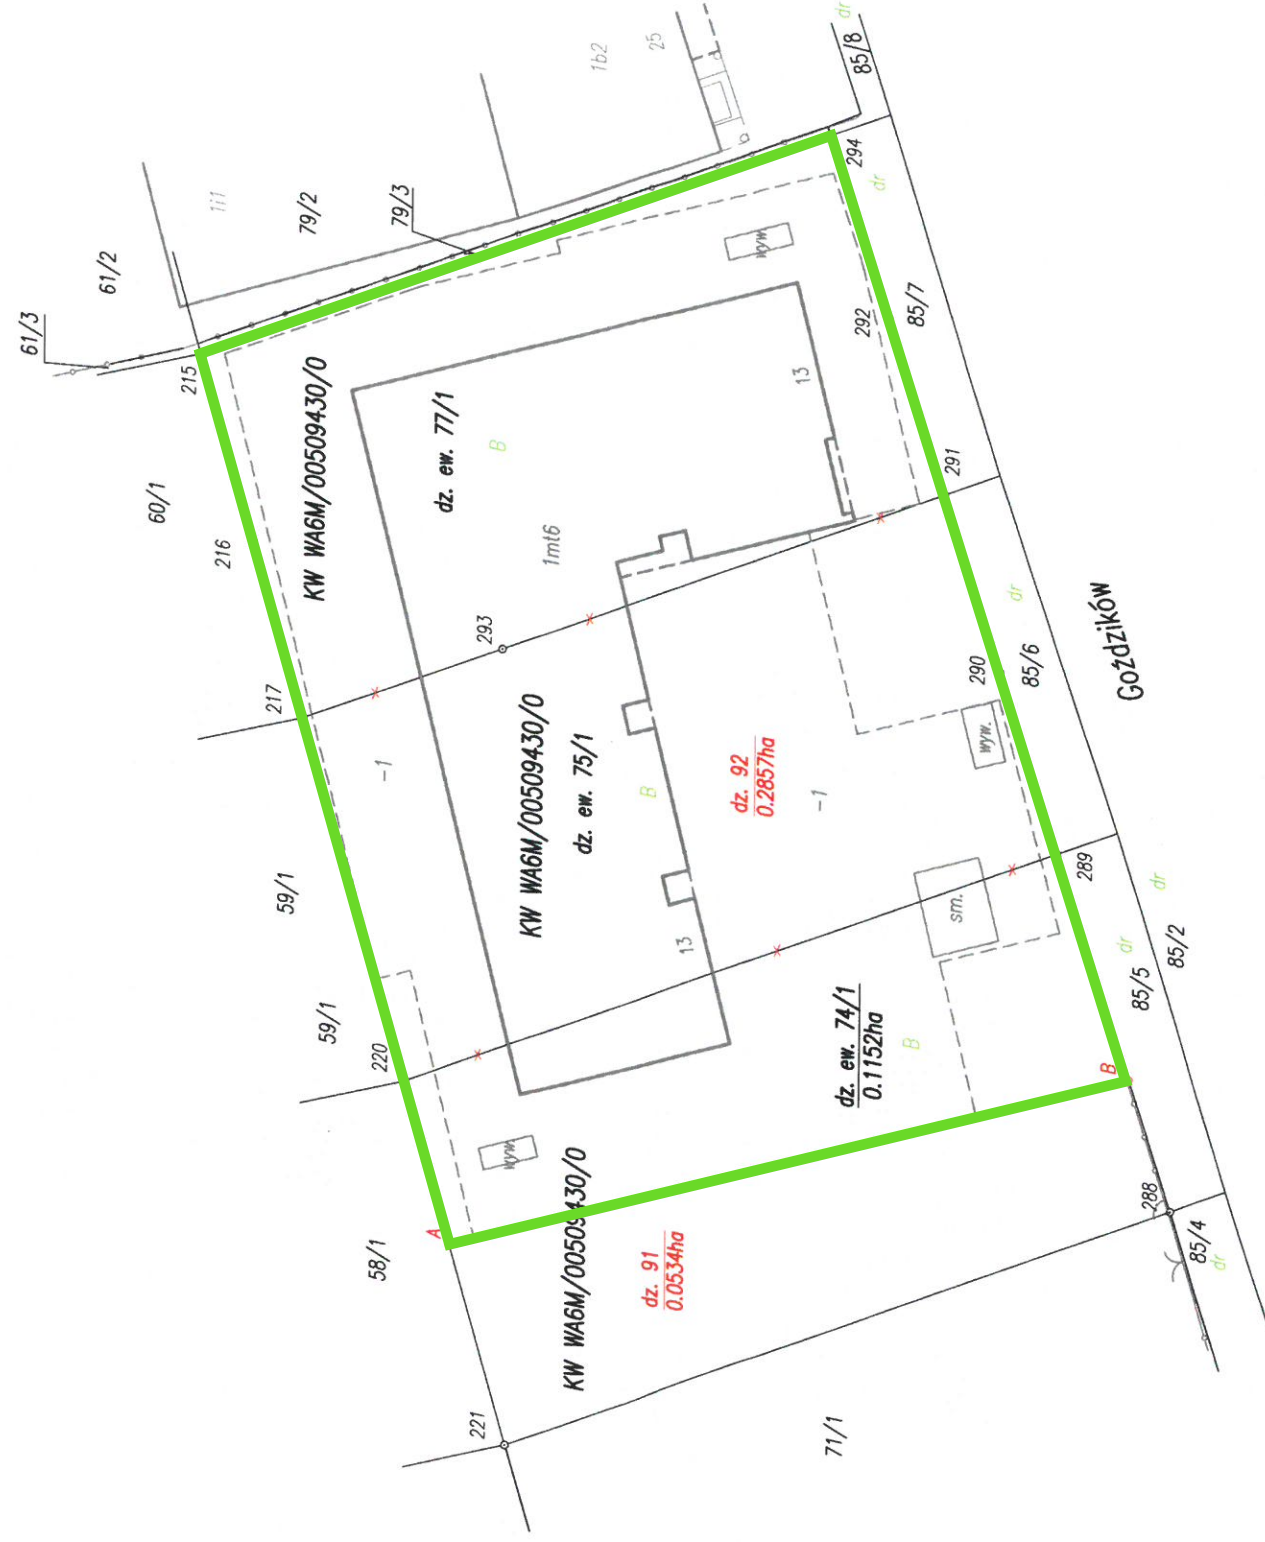 dr
85/8
25
1b2
294
dr
1i1
79/2
79/3
61/2
wyw.
61/3
85/7
292
215
KW WA6M/00509430/0
13
dz. ew. 77/1
B
291
60/1
216
1mt6
dr
Goździków
293
85/6
290
217
wyw.
KW WA6M/00509430/0
dz. ew. 75/1
-1
dz. 92
0.2857ha
B
-1
289
dr
59/1
sm.
13
85/2
dr
85/5
59/1
220
dz. ew. 74/1
0.1152ha
B
B
wyw.
KW WA6M/00509430/0
288
A
58/1
85/4
dr
dz. 91
0.0534ha
221
71/1